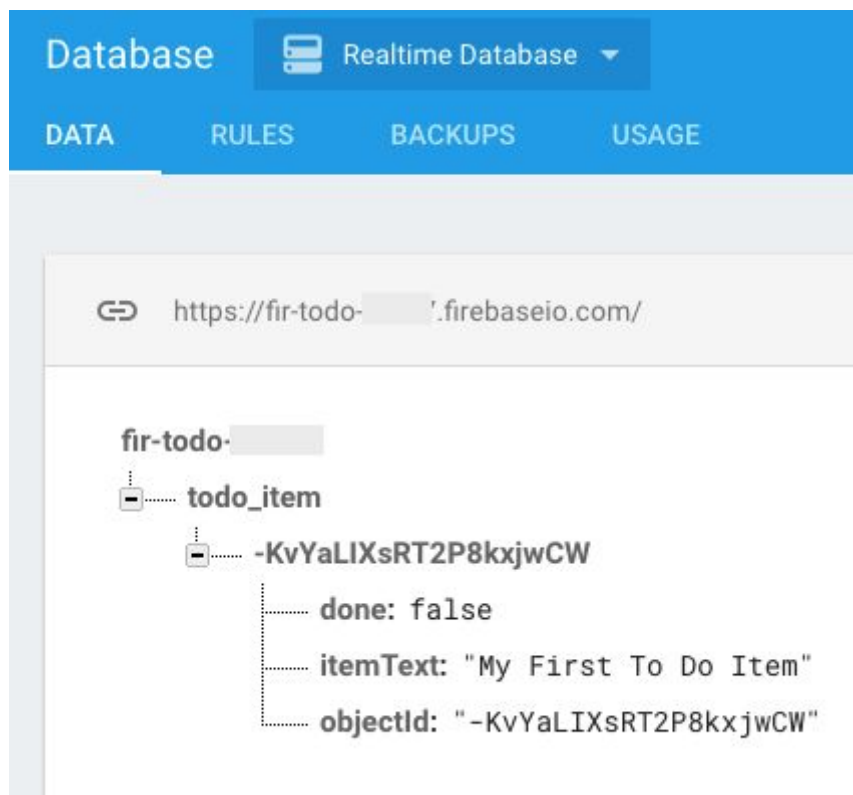 Database Realtime Database
DATA RULES BACKUPS USAGE
https://fir-todo- .firebaseio.com/
fir-todo-
todo_item
-KvYaLIXsRT2P8kxjwCW
done: false
itemText: "My First To Do Item"
objectId: "-KvYaLIXsRT2P8kxjwCW"